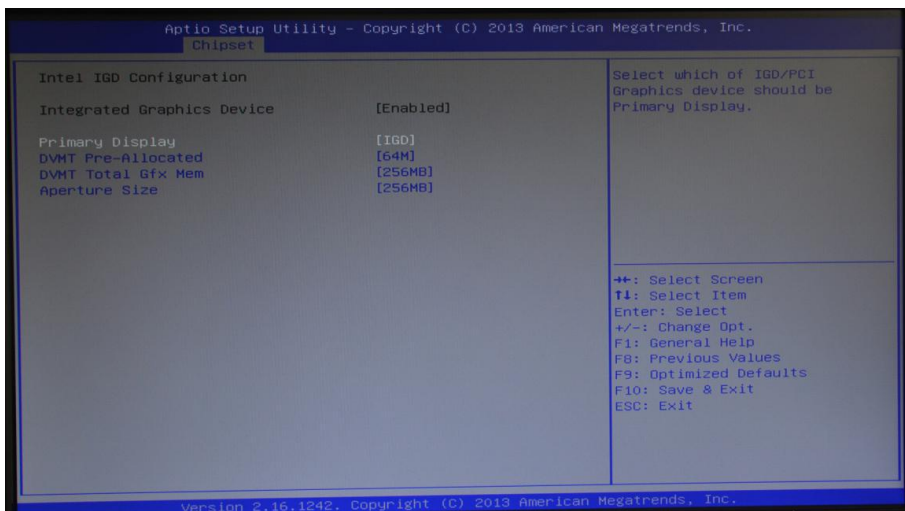 Aptio Setup Utility – Copyright (C) 2013 American Megatrends, Inc.
Chipset
Intel IGD Configuration
Integrated Graphics Device [Enabled]
Primary Display [IGD]
DVMT Pre-Allocated [64M]
DVMT Total Gfx Mem [256MB]
Aperture Size [256MB]
Select which of IGD/PCI
Graphics device should be
Primary Display.
→←: Select Screen
↑↓: Select Item
Enter: Select
+/-: Change Opt.
F1: General Help
F8: Previous Values
F9: Optimized Defaults
F10: Save & Exit
ESC: Exit
Version 2.16.1242. Copyright (C) 2013 American Megatrends, Inc.